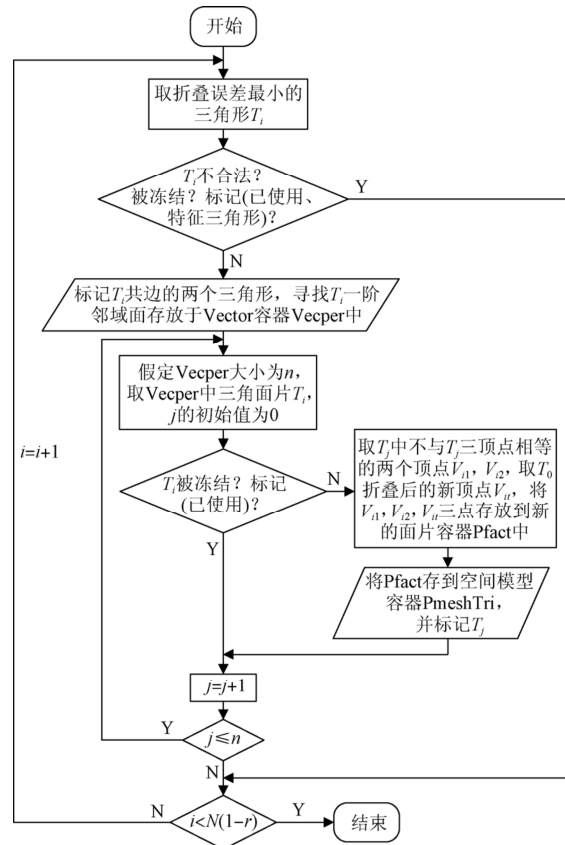 开始
取折叠误差最小的
三角形Ti
Ti不合法?
被冻结? 标记(已使用、
特征三角形)?
Y
N
标记Ti共边的两个三角形，寻找Ti一阶
邻域面存放于Vector容器Vecper中
假定Vecper大小为n，
取Vecper中三角面片Ti，
j的初始值为0
i=i+1
Ti被冻结? 标记
(已使用)?
N
Y
取Tj中不与Tj三顶点相等
的两个顶点Vi1, Vi2, 取T0
折叠后的新顶点Vit, 将
Vi1, Vi2, Vit三点存放到新
的面片容器Pfact中
将Pfact存到空间模型
容器PmeshTri，
并标记Tj
j=j+1
Y
j≤n
N
N
i<N(1-r)
Y
结束